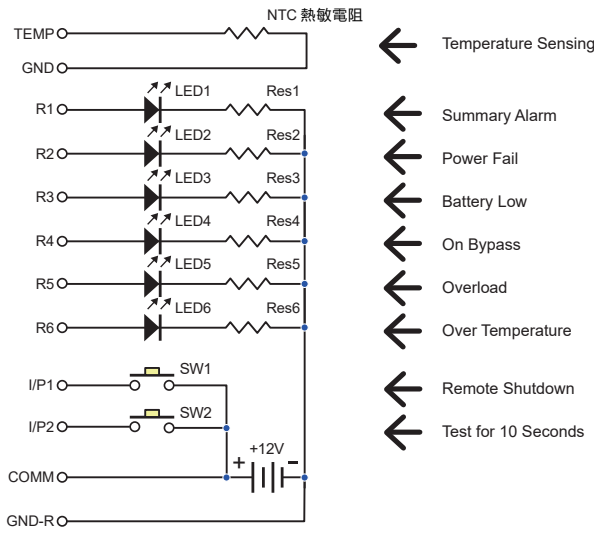 NTC 熱敏電阻
TEMP
Temperature Sensing
GND
R1
LED1
Res1
Summary Alarm
R2
LED2
Res2
Power Fail
R3
LED3
Res3
Battery Low
R4
LED4
Res4
On Bypass
R5
LED5
Res5
Overload
R6
LED6
Res6
Over Temperature
I/P1
SW1
Remote Shutdown
I/P2
SW2
Test for 10 Seconds
+12V
+ -
COMM
GND-R